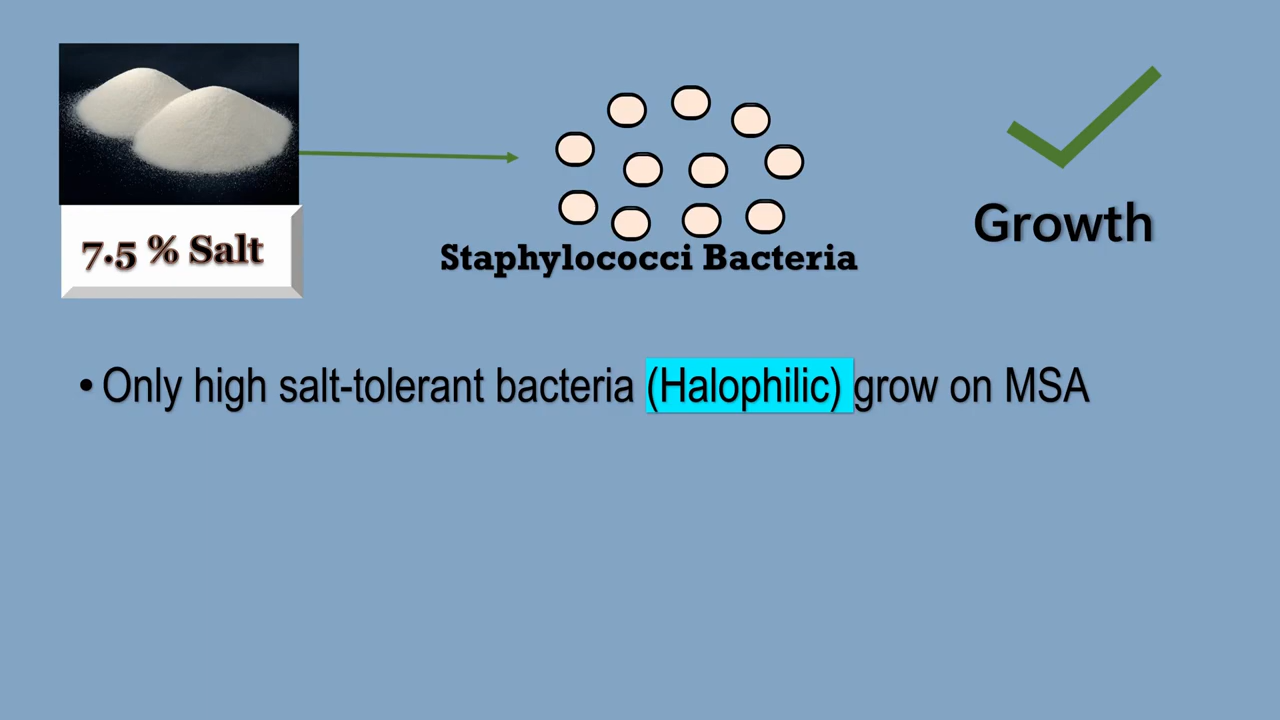 7.5 % Salt
Staphylococci Bacteria
Growth
• Only high salt-tolerant bacteria (Halophilic) grow on MSA